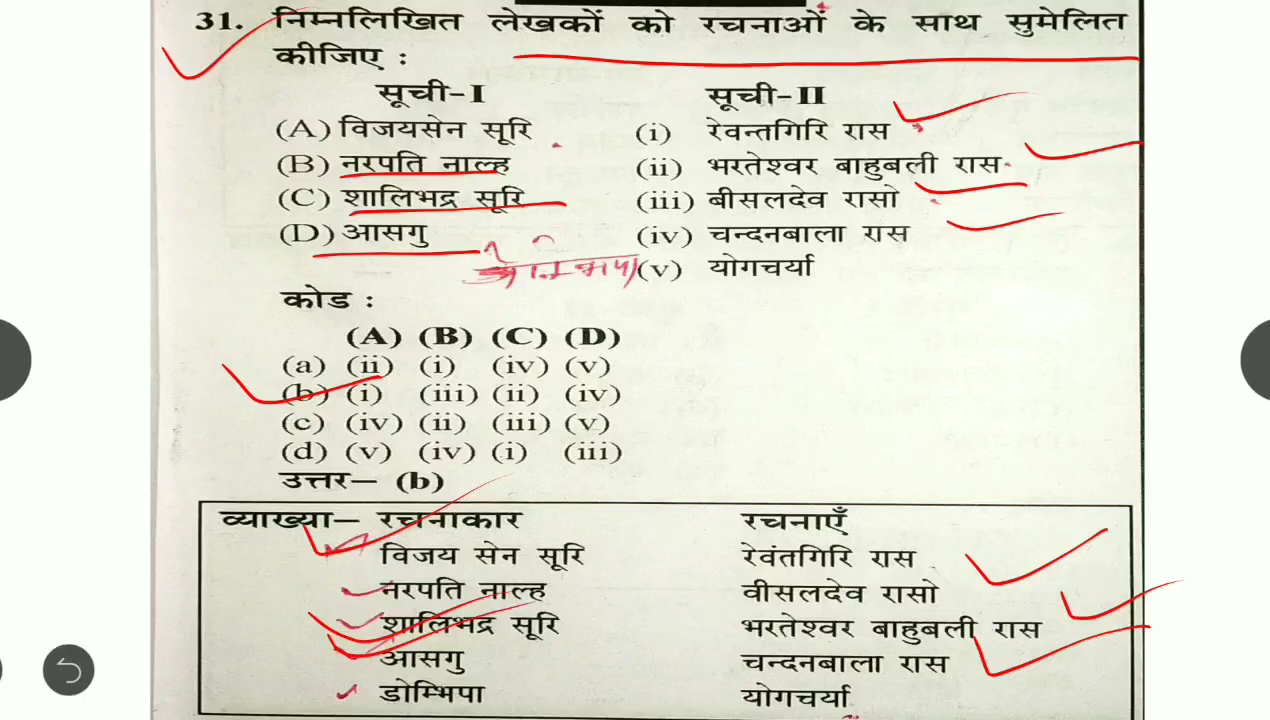 31. निम्नलिखित लेखकों को रचनाओं के साथ सुमेलित
कीजिए :
सूची-I सूची-II
(A) विजयसेन सूरि (i) रेवन्तगिरि रास
(B) नरपति नाल्ह (ii) भरतेश्वर बाहुबली रास
(C) शालिभद्र सूरि (iii) बीसलदेव रासो
(D) आसगु (iv) चन्दनबाला रास
(v) योगचर्या
कोड :
(A) (B) (C) (D)
(a) (ii) (i) (iv) (v)
(b) (i) (iii) (ii) (iv)
(c) (iv) (ii) (iii) (v)
(d) (v) (iv) (i) (iii)
उत्तर– (b)
व्याख्या– रचनाकार रचनाएँ
विजय सेन सूरि रेवंतगिरि रास
नरपति नाल्ह वीसलदेव रासो
शालिभद्र सूरि भरतेश्वर बाहुबली रास
आसगु चन्दनबाला रास
डोम्भिपा योगचर्या